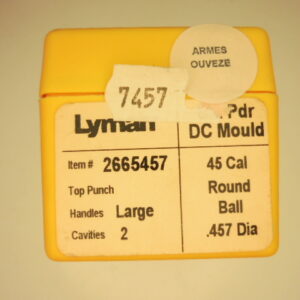 ARMES
OUVEZE
7457
Lyman
Pdr
DC Mould
Item # 2665457
Top Punch
Handles Large
Cavities 2
45 Cal
Round
Ball
.457 Dia